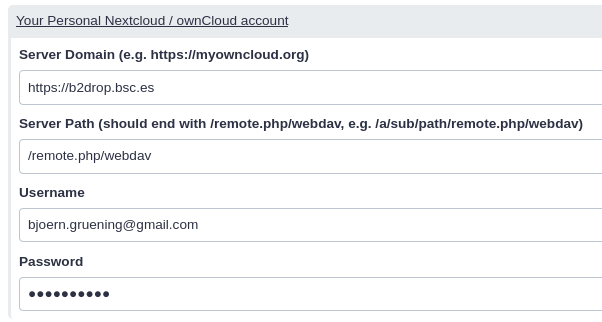 Your Personal Nextcloud / ownCloud account
Server Domain (e.g. https://myowncloud.org)
https://b2drop.bsc.es
Server Path (should end with /remote.php/webdav, e.g. /a/sub/path/remote.php/webdav)
/remote.php/webdav
Username
bjoern.gruening@gmail.com
Password
●●●●●●●●●●